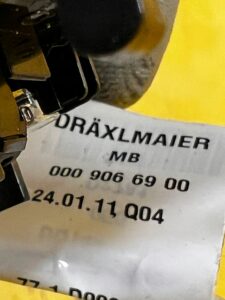 DRÄXLMAIER
MB
000 906 69 00
24.01.11 Q04